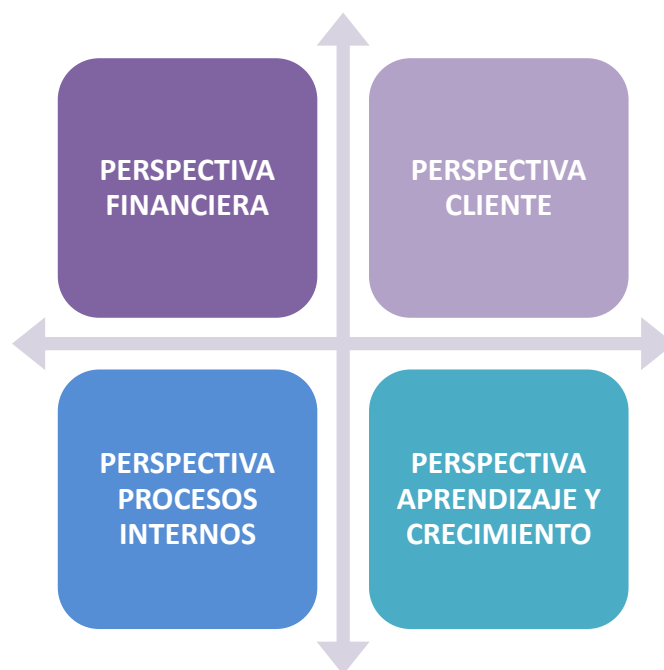 PERSPECTIVA
FINANCIERA
PERSPECTIVA
CLIENTE
PERSPECTIVA
PROCESOS
INTERNOS
PERSPECTIVA
APRENDIZAJE Y
CRECIMIENTO